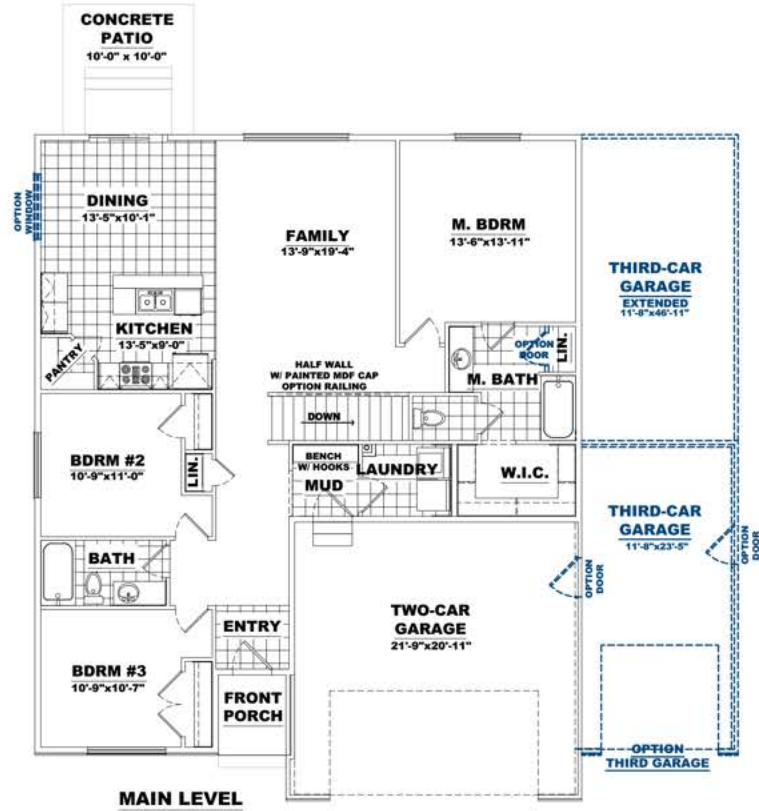 CONCRETE
PATIO
10'-0" x 10'-0"
DINING
13'-5"x10'-1"
OPTION
WINDOW
FAMILY
13'-9"x19'-4"
M. BDRM
13'-6"x13'-11"
THIRD-CAR
GARAGE
EXTENDED
11'-8"x46'-11"
KITCHEN
13'-5"x9'-0"
PANTRY
OPTION
DOOR
LIN.
M. BATH
HALF WALL
W/ PAINTED MDF CAP
OPTION RAILING
DOWN
BDRM #2
10'-9"x11'-0"
LIN.
BENCH
W/ HOOKS
MUD
LAUNDRY
W.I.C.
THIRD-CAR
GARAGE
11'-8"x23'-5"
OPTION
DOOR
OPTION
DOOR
BATH
TWO-CAR
GARAGE
21'-9"x20'-11"
ENTRY
BDRM #3
10'-9"x10'-7"
FRONT
PORCH
OPTION
THIRD GARAGE
MAIN LEVEL